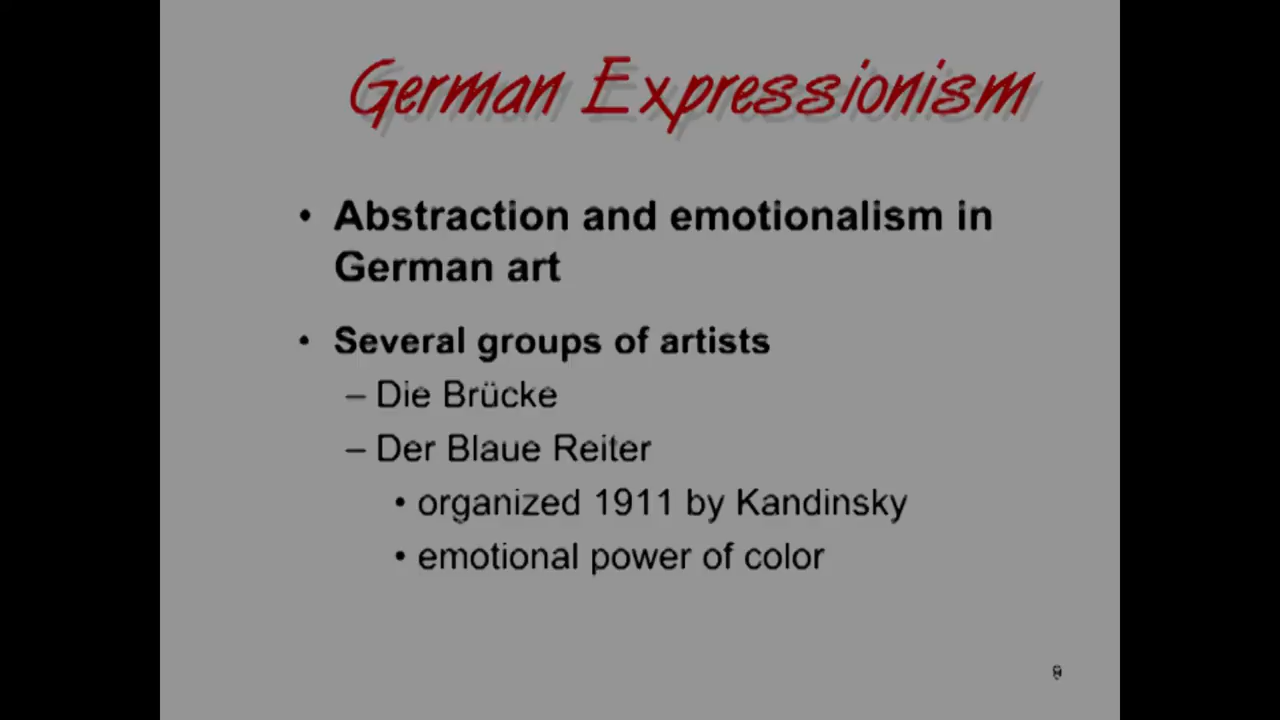 German Expressionism
• Abstraction and emotionalism in
German art
• Several groups of artists
– Die Brücke
– Der Blaue Reiter
• organized 1911 by Kandinsky
• emotional power of color